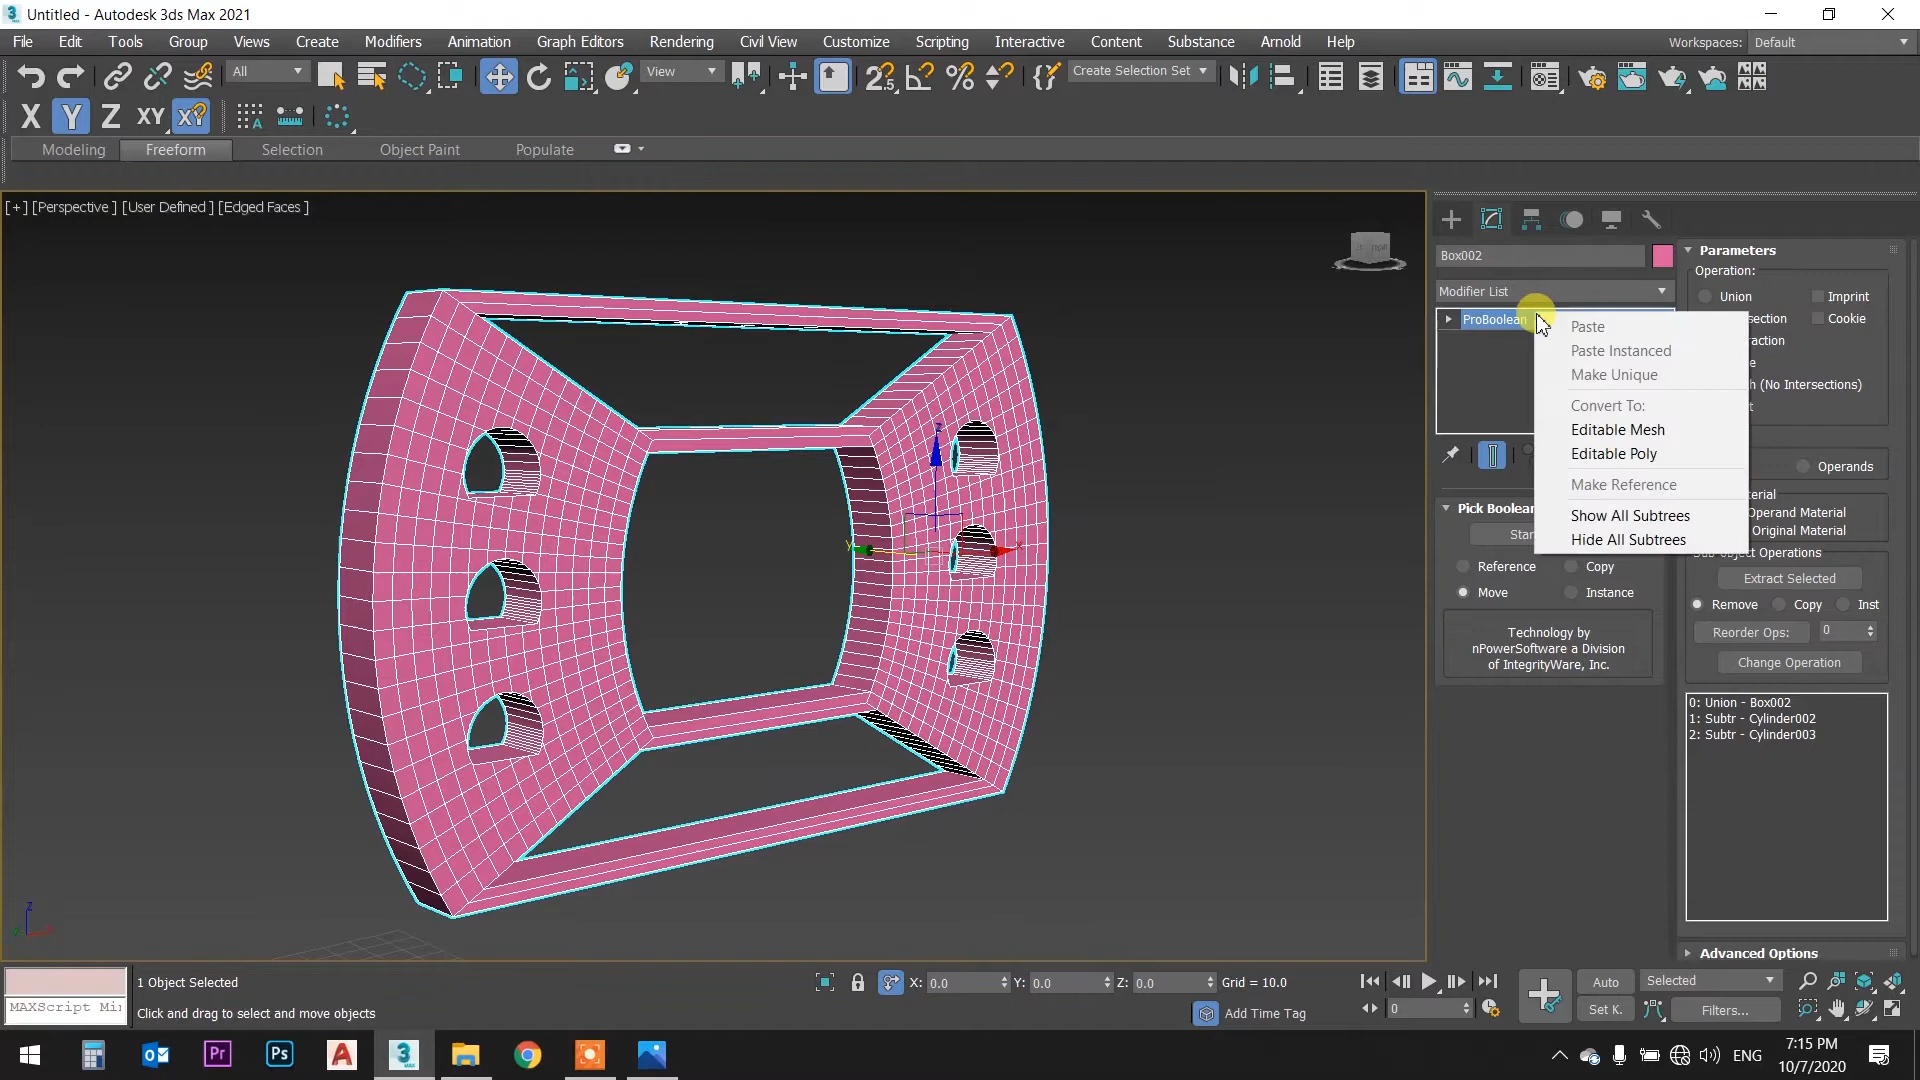 Untitled - Autodesk 3ds Max 2021
File Edit Tools Group Views Create Modifiers Animation Graph Editors Rendering Civil View Customize Scripting Interactive Content Substance Arnold Help
Workspaces: Default
All
View
Create Selection Set
X Y Z XY
Modeling Freeform Selection Object Paint Populate
[+] [Perspective ] [User Defined ] [Edged Faces ]
Box002
Modifier List
ProBoolean
Paste
Paste Instanced
Make Unique
Convert To:
Editable Mesh
Editable Poly
Make Reference
Show All Subtrees
Hide All Subtrees
Pick Boolean
Star
Reference Copy
Move Instance
Technology by
nPowerSoftware a Division
of IntegrityWare, Inc.
Parameters
Operation:
Union Imprint
section Cookie
raction
(No Intersections)
Operands
Operand Material
Original Material
Extract Selected
Remove Copy Inst
Reorder Ops: 0
Change Operation
0: Union - Box002
1: Subtr - Cylinder002
2: Subtr - Cylinder003
Advanced Options
z
y
x
1 Object Selected
X: 0.0 Y: 0.0 Z: 0.0 Grid = 10.0
MAXScript Mi
Click and drag to select and move objects
Add Time Tag
0
Auto Selected
Set K. Filters...
ENG
7:15 PM
10/7/2020